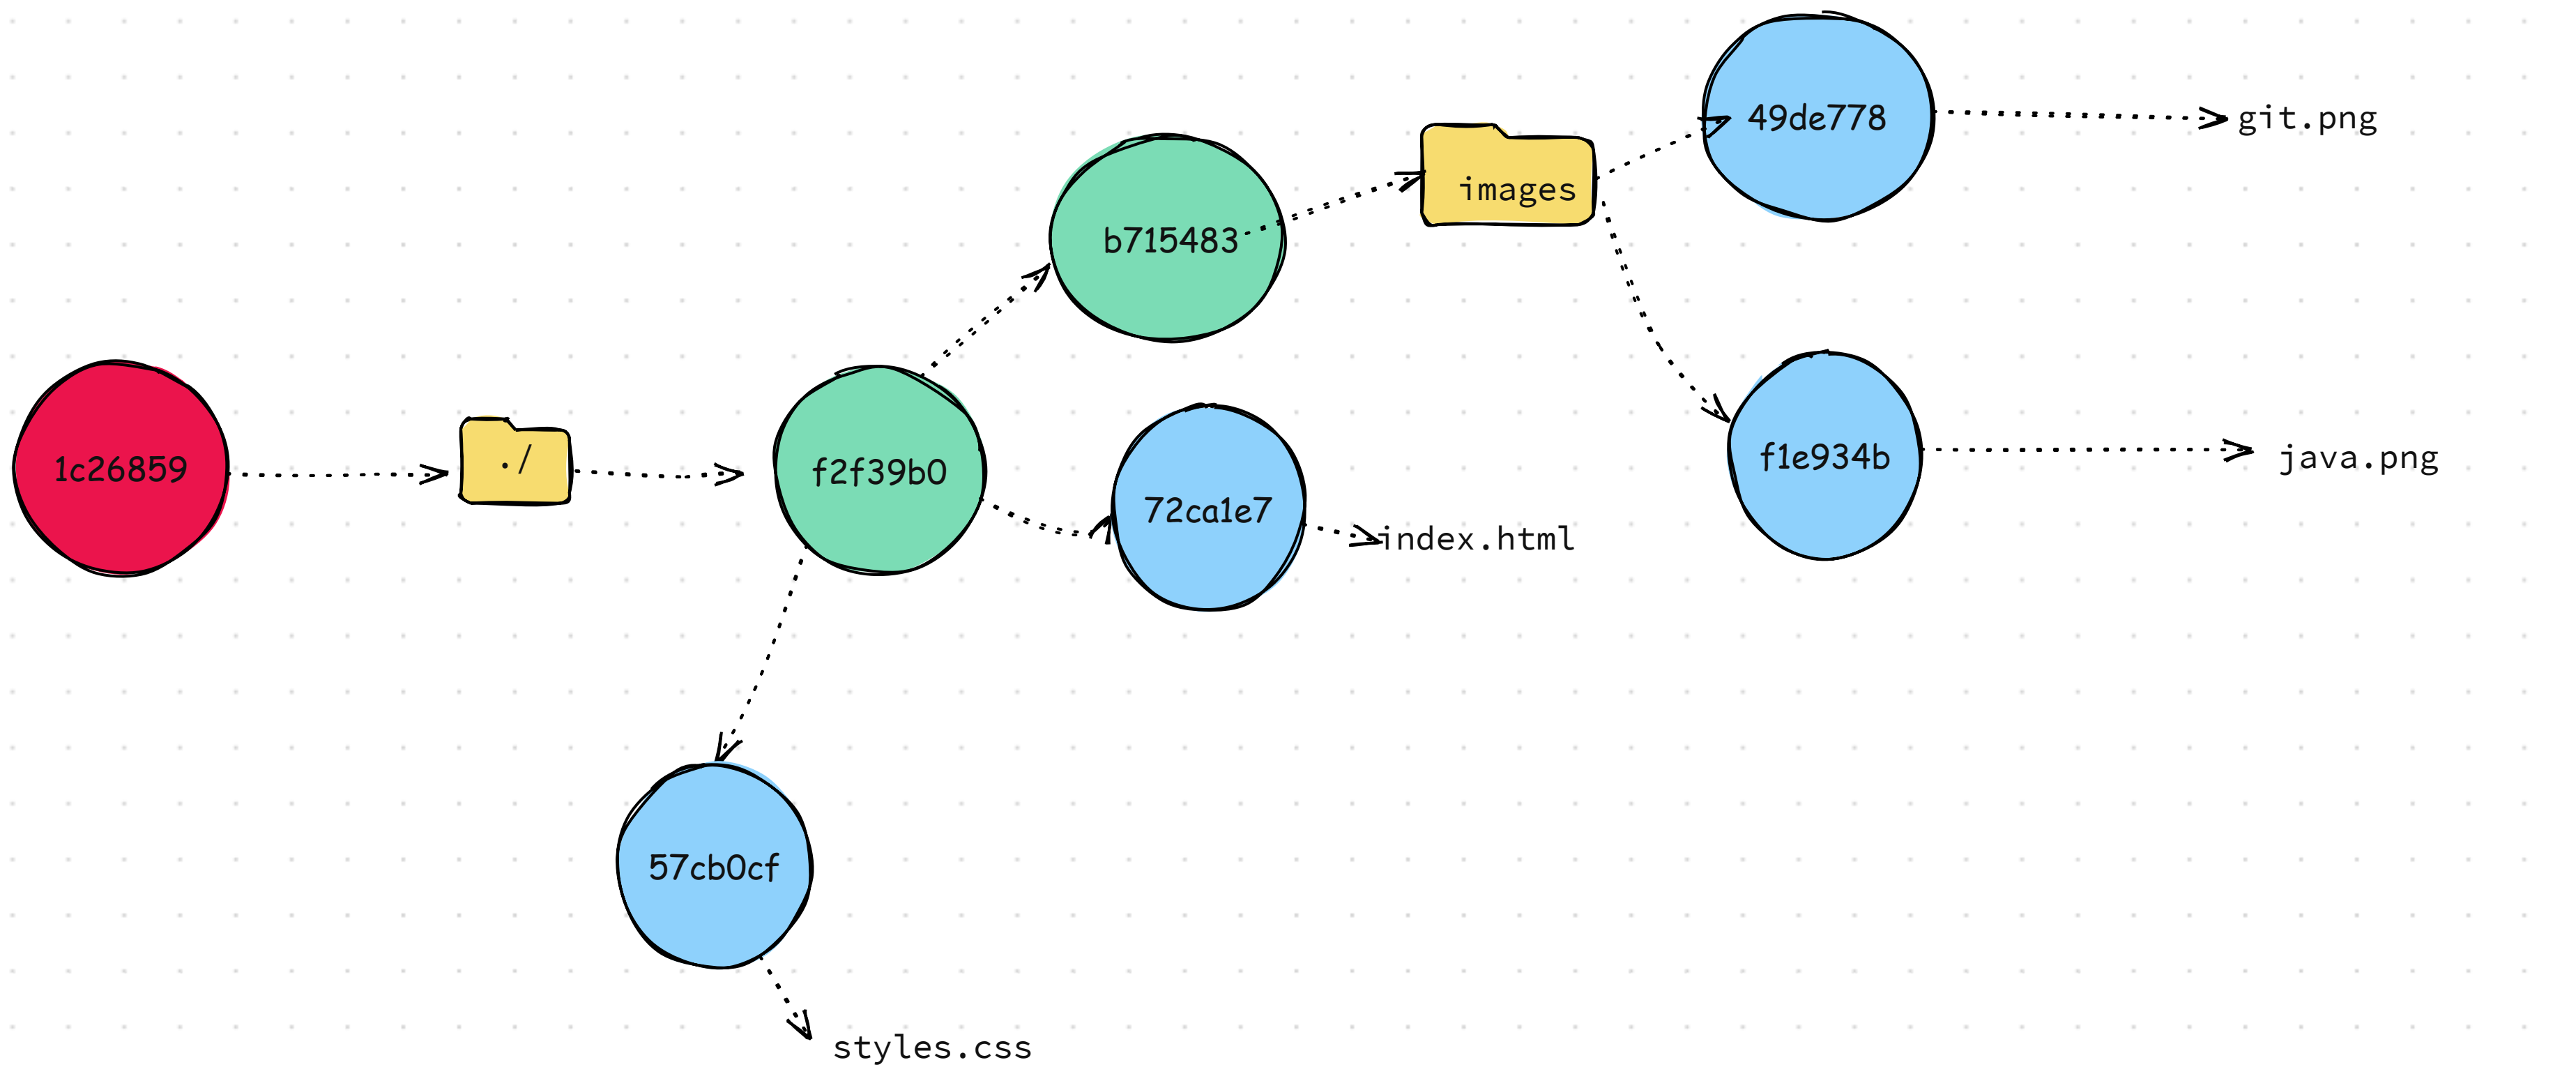 1c26859
./
f2f39b0
b715483
images
49de778
git.png
f1e934b
java.png
72ca1e7
index.html
57cb0cf
styles.css